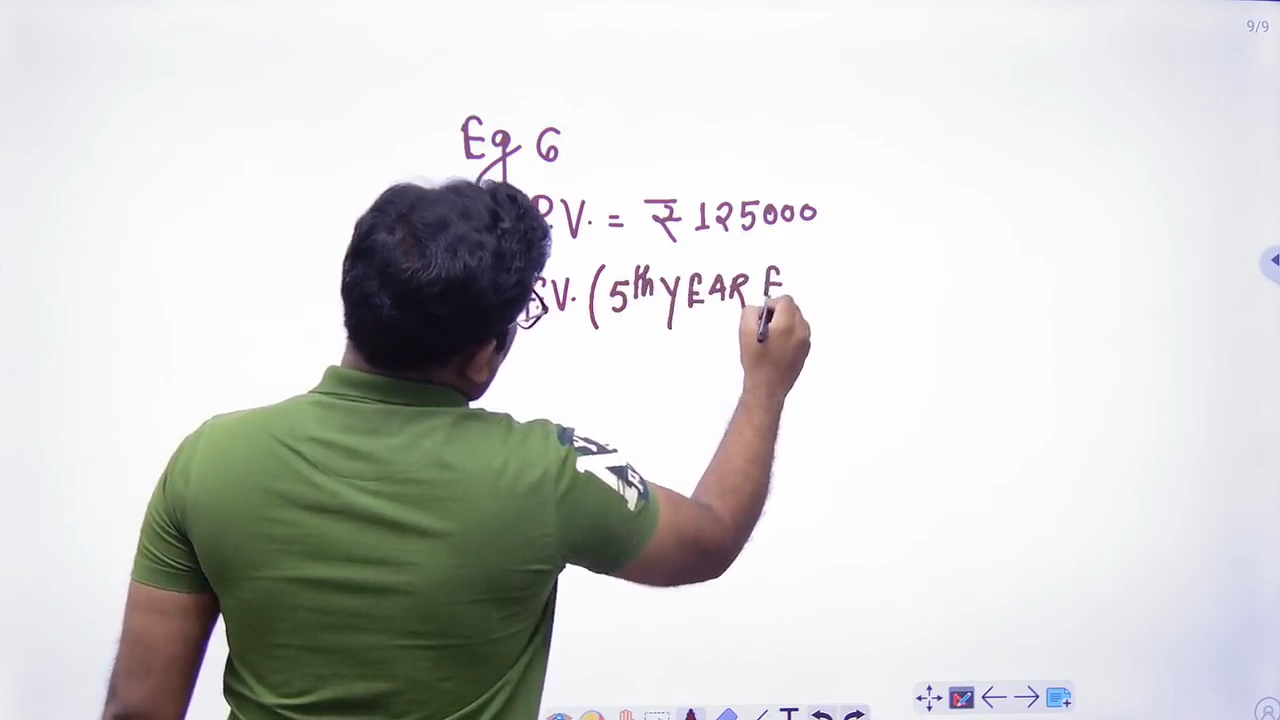 9/9
Eg 6
P.V. = ₹ 125000
F.V. (5th YEAR E